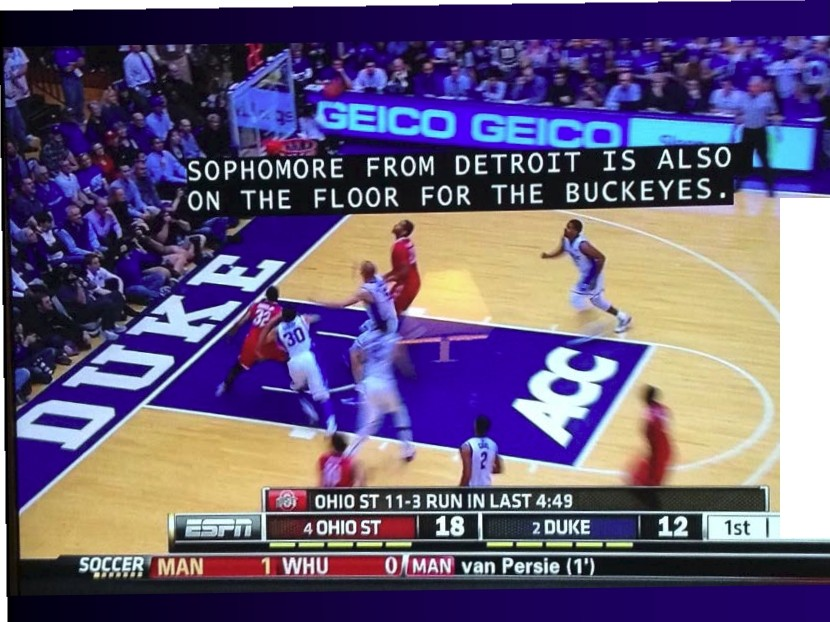 GEICO GEICO
SOPHOMORE FROM DETROIT IS ALSO
ON THE FLOOR FOR THE BUCKEYES.
DUKE
32
30
ACC
2
OHIO ST 11-3 RUN IN LAST 4:49
ESPN 4 OHIO ST 18 2 DUKE 12 1st
SOCCER MAN 1 WHU 0 MAN van Persie (1')